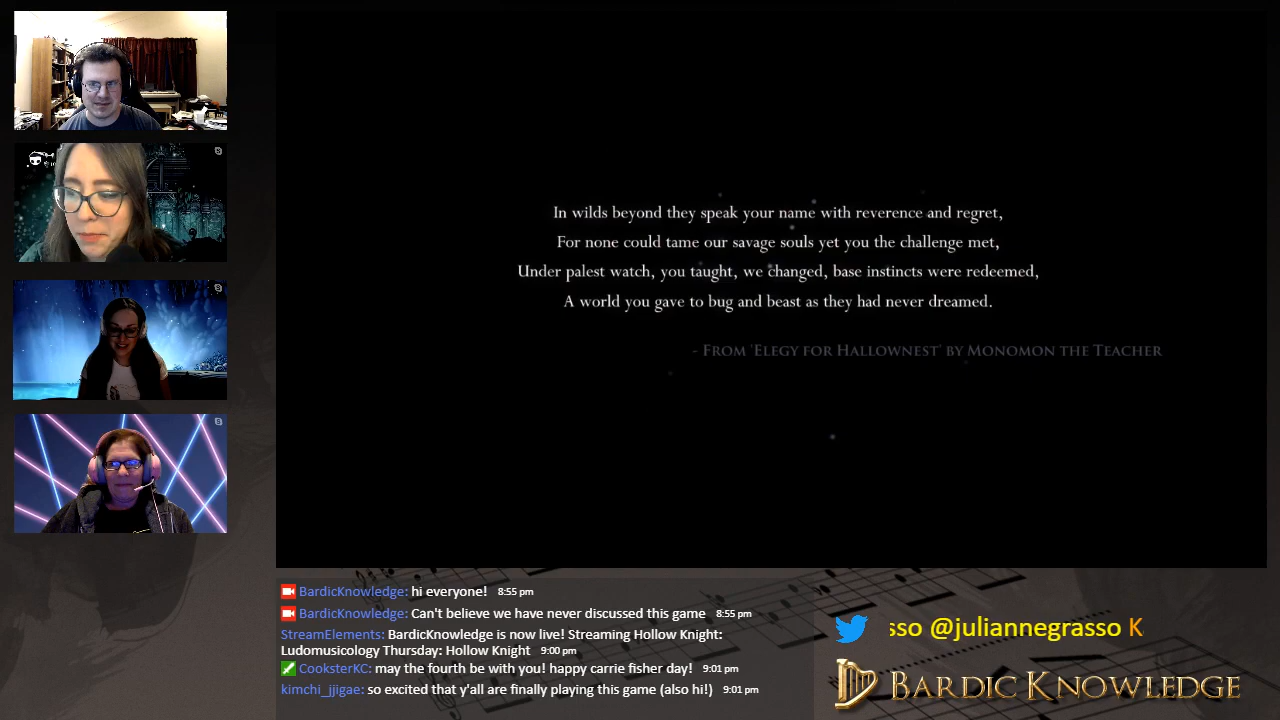 In wilds beyond they speak your name with reverence and regret,
For none could tame our savage souls yet you the challenge met,
Under palest watch, you taught, we changed, base instincts were redeemed,
A world you gave to bug and beast as they had never dreamed.
- From 'Elegy for Hallownest' by Monomon the Teacher
BardicKnowledge: hi everyone! 8:55 pm
BardicKnowledge: Can't believe we have never discussed this game 8:55 pm
StreamElements: BardicKnowledge is now live! Streaming Hollow Knight:
Ludomusicology Thursday: Hollow Knight 9:00 pm
CooksterKC: may the fourth be with you! happy carrie fisher day! 9:01 pm
kimchi_jjigae: so excited that y'all are finally playing this game (also hi!) 9:01 pm
sso @juliannegrasso K
Bardic Knowledge